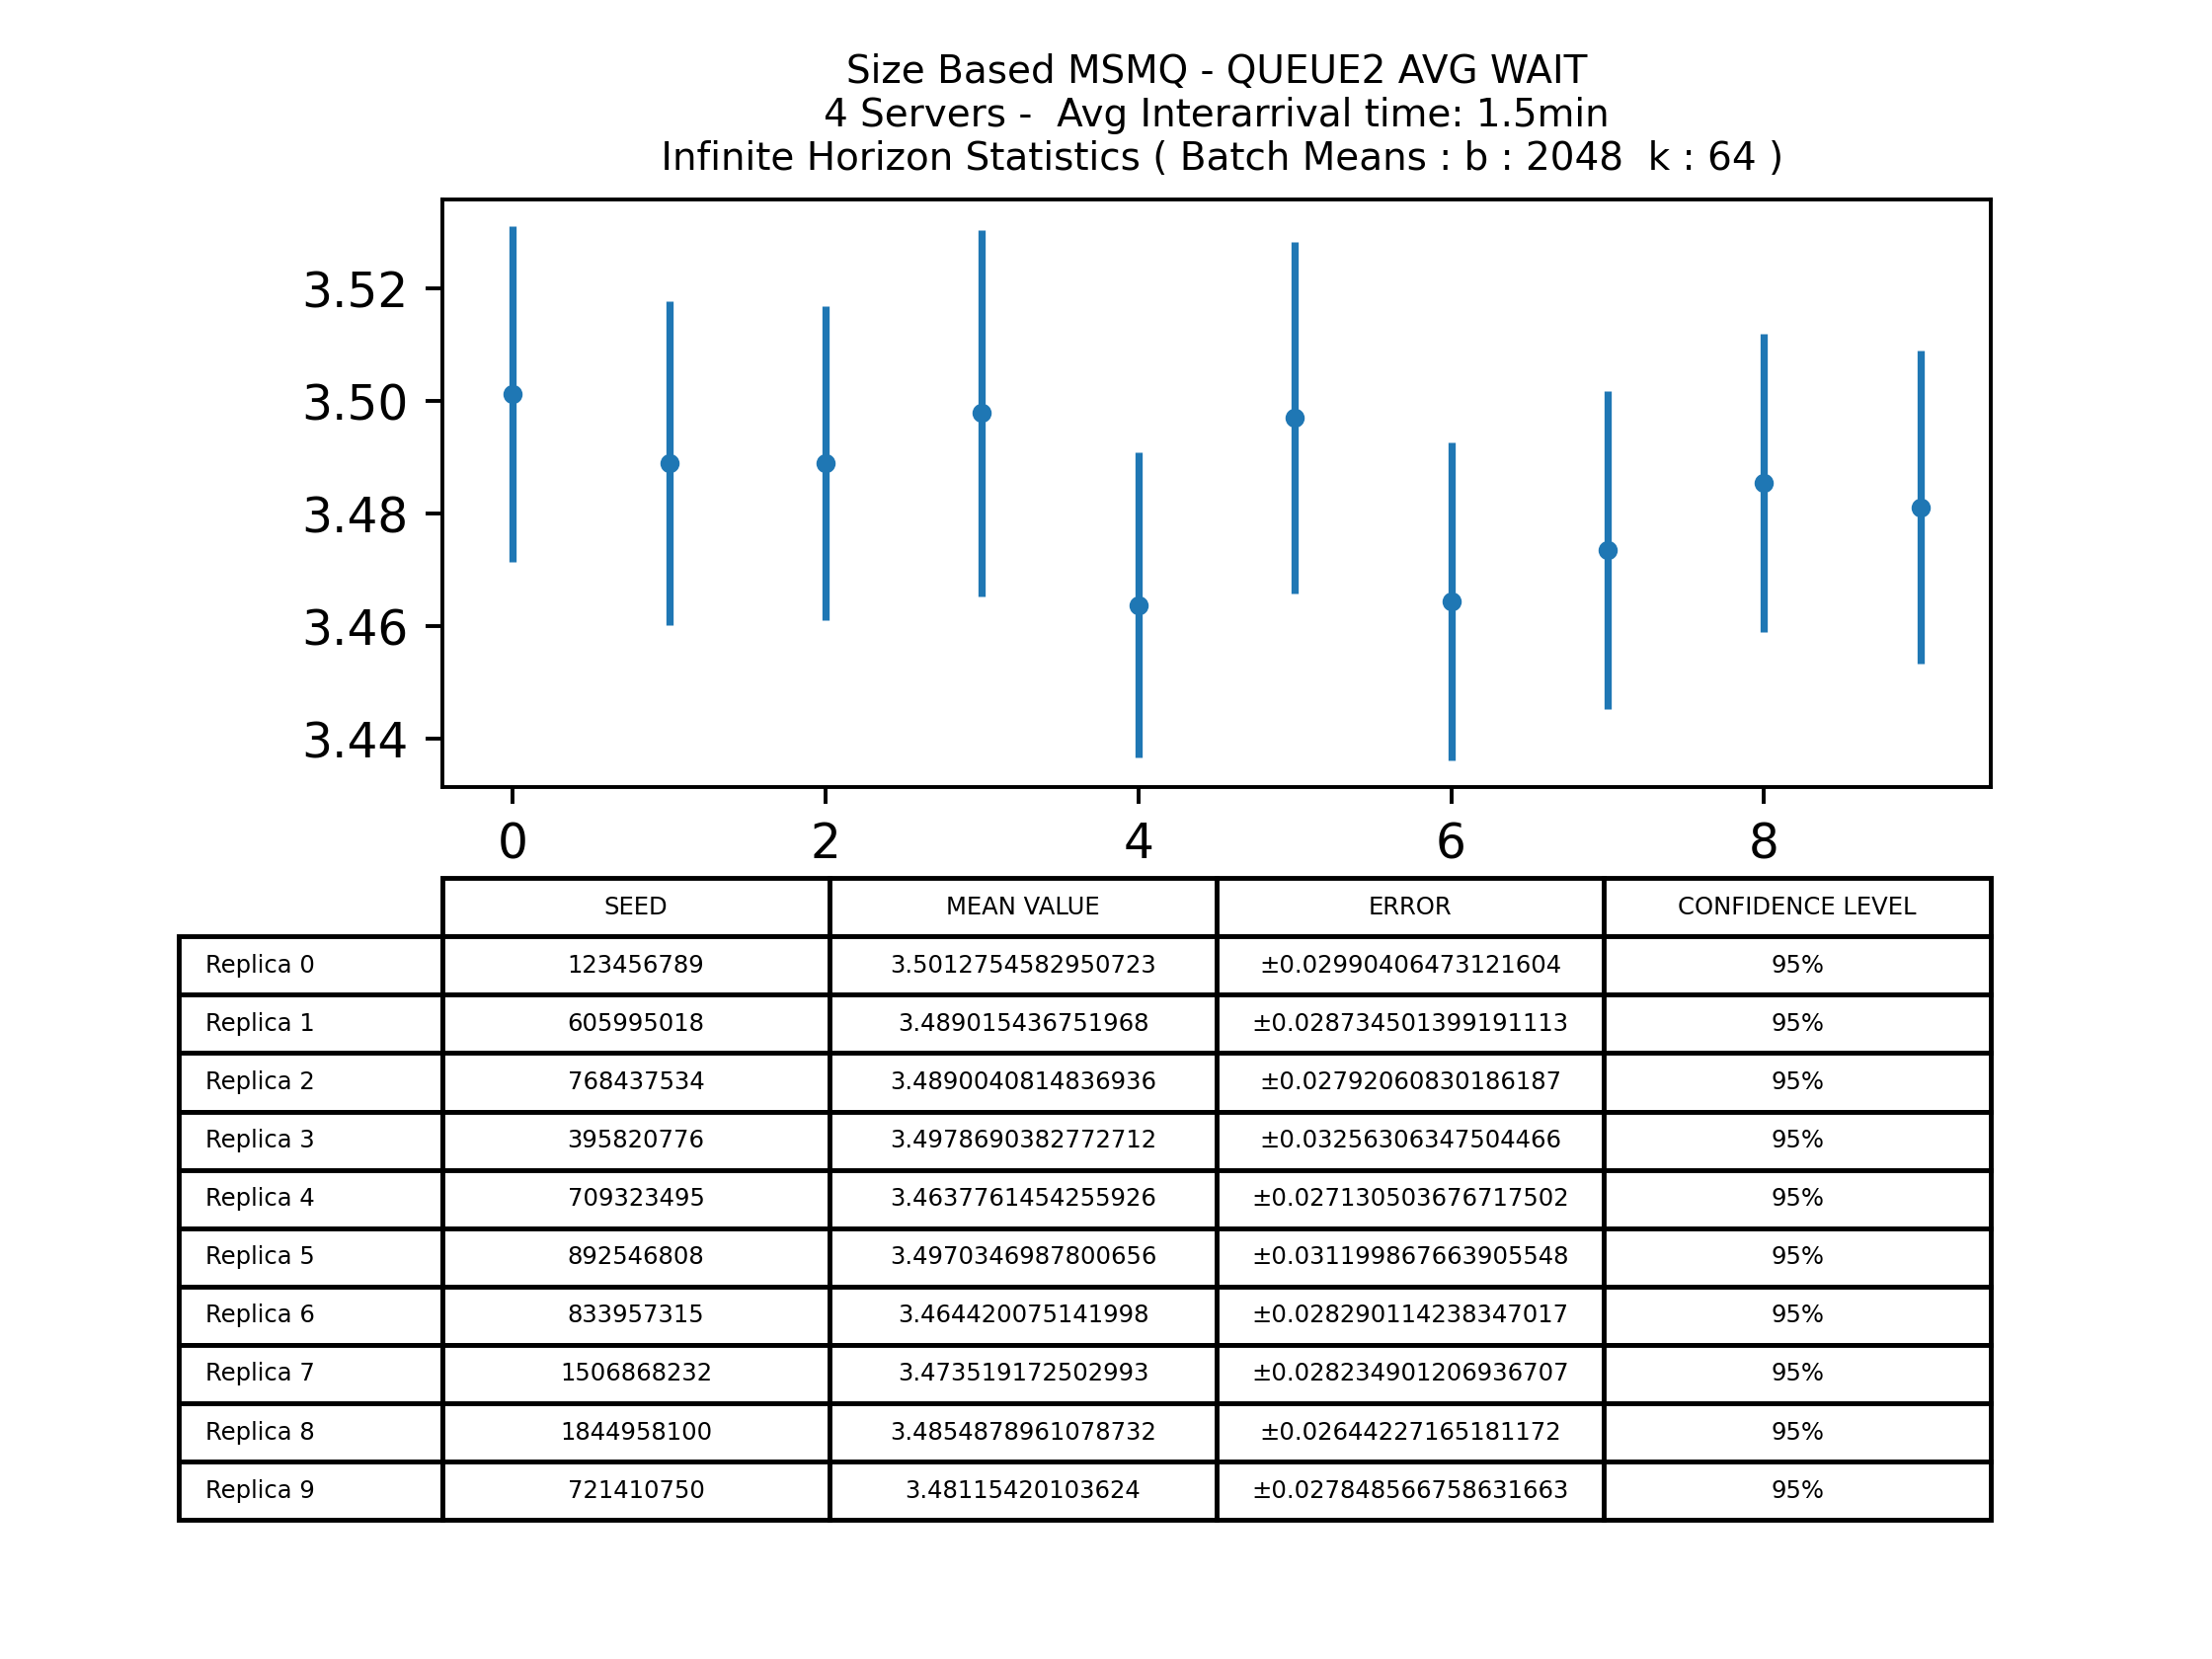 Size Based MSMQ - QUEUE2 AVG WAIT
4 Servers -  Avg Interarrival time: 1.5min
Infinite Horizon Statistics ( Batch Means : b : 2048  k : 64 )
3.52
3.50
3.48
3.46
3.44
0 2 4 6 8
SEED MEAN VALUE ERROR CONFIDENCE LEVEL
Replica 0 123456789 3.5012754582950723 ±0.02990406473121604 95%
Replica 1 605995018 3.489015436751968 ±0.028734501399191113 95%
Replica 2 768437534 3.4890040814836936 ±0.02792060830186187 95%
Replica 3 395820776 3.4978690382772712 ±0.03256306347504466 95%
Replica 4 709323495 3.4637761454255926 ±0.027130503676717502 95%
Replica 5 892546808 3.4970346987800656 ±0.031199867663905548 95%
Replica 6 833957315 3.464420075141998 ±0.028290114238347017 95%
Replica 7 1506868232 3.473519172502993 ±0.028234901206936707 95%
Replica 8 1844958100 3.4854878961078732 ±0.02644227165181172 95%
Replica 9 721410750 3.48115420103624 ±0.027848566758631663 95%